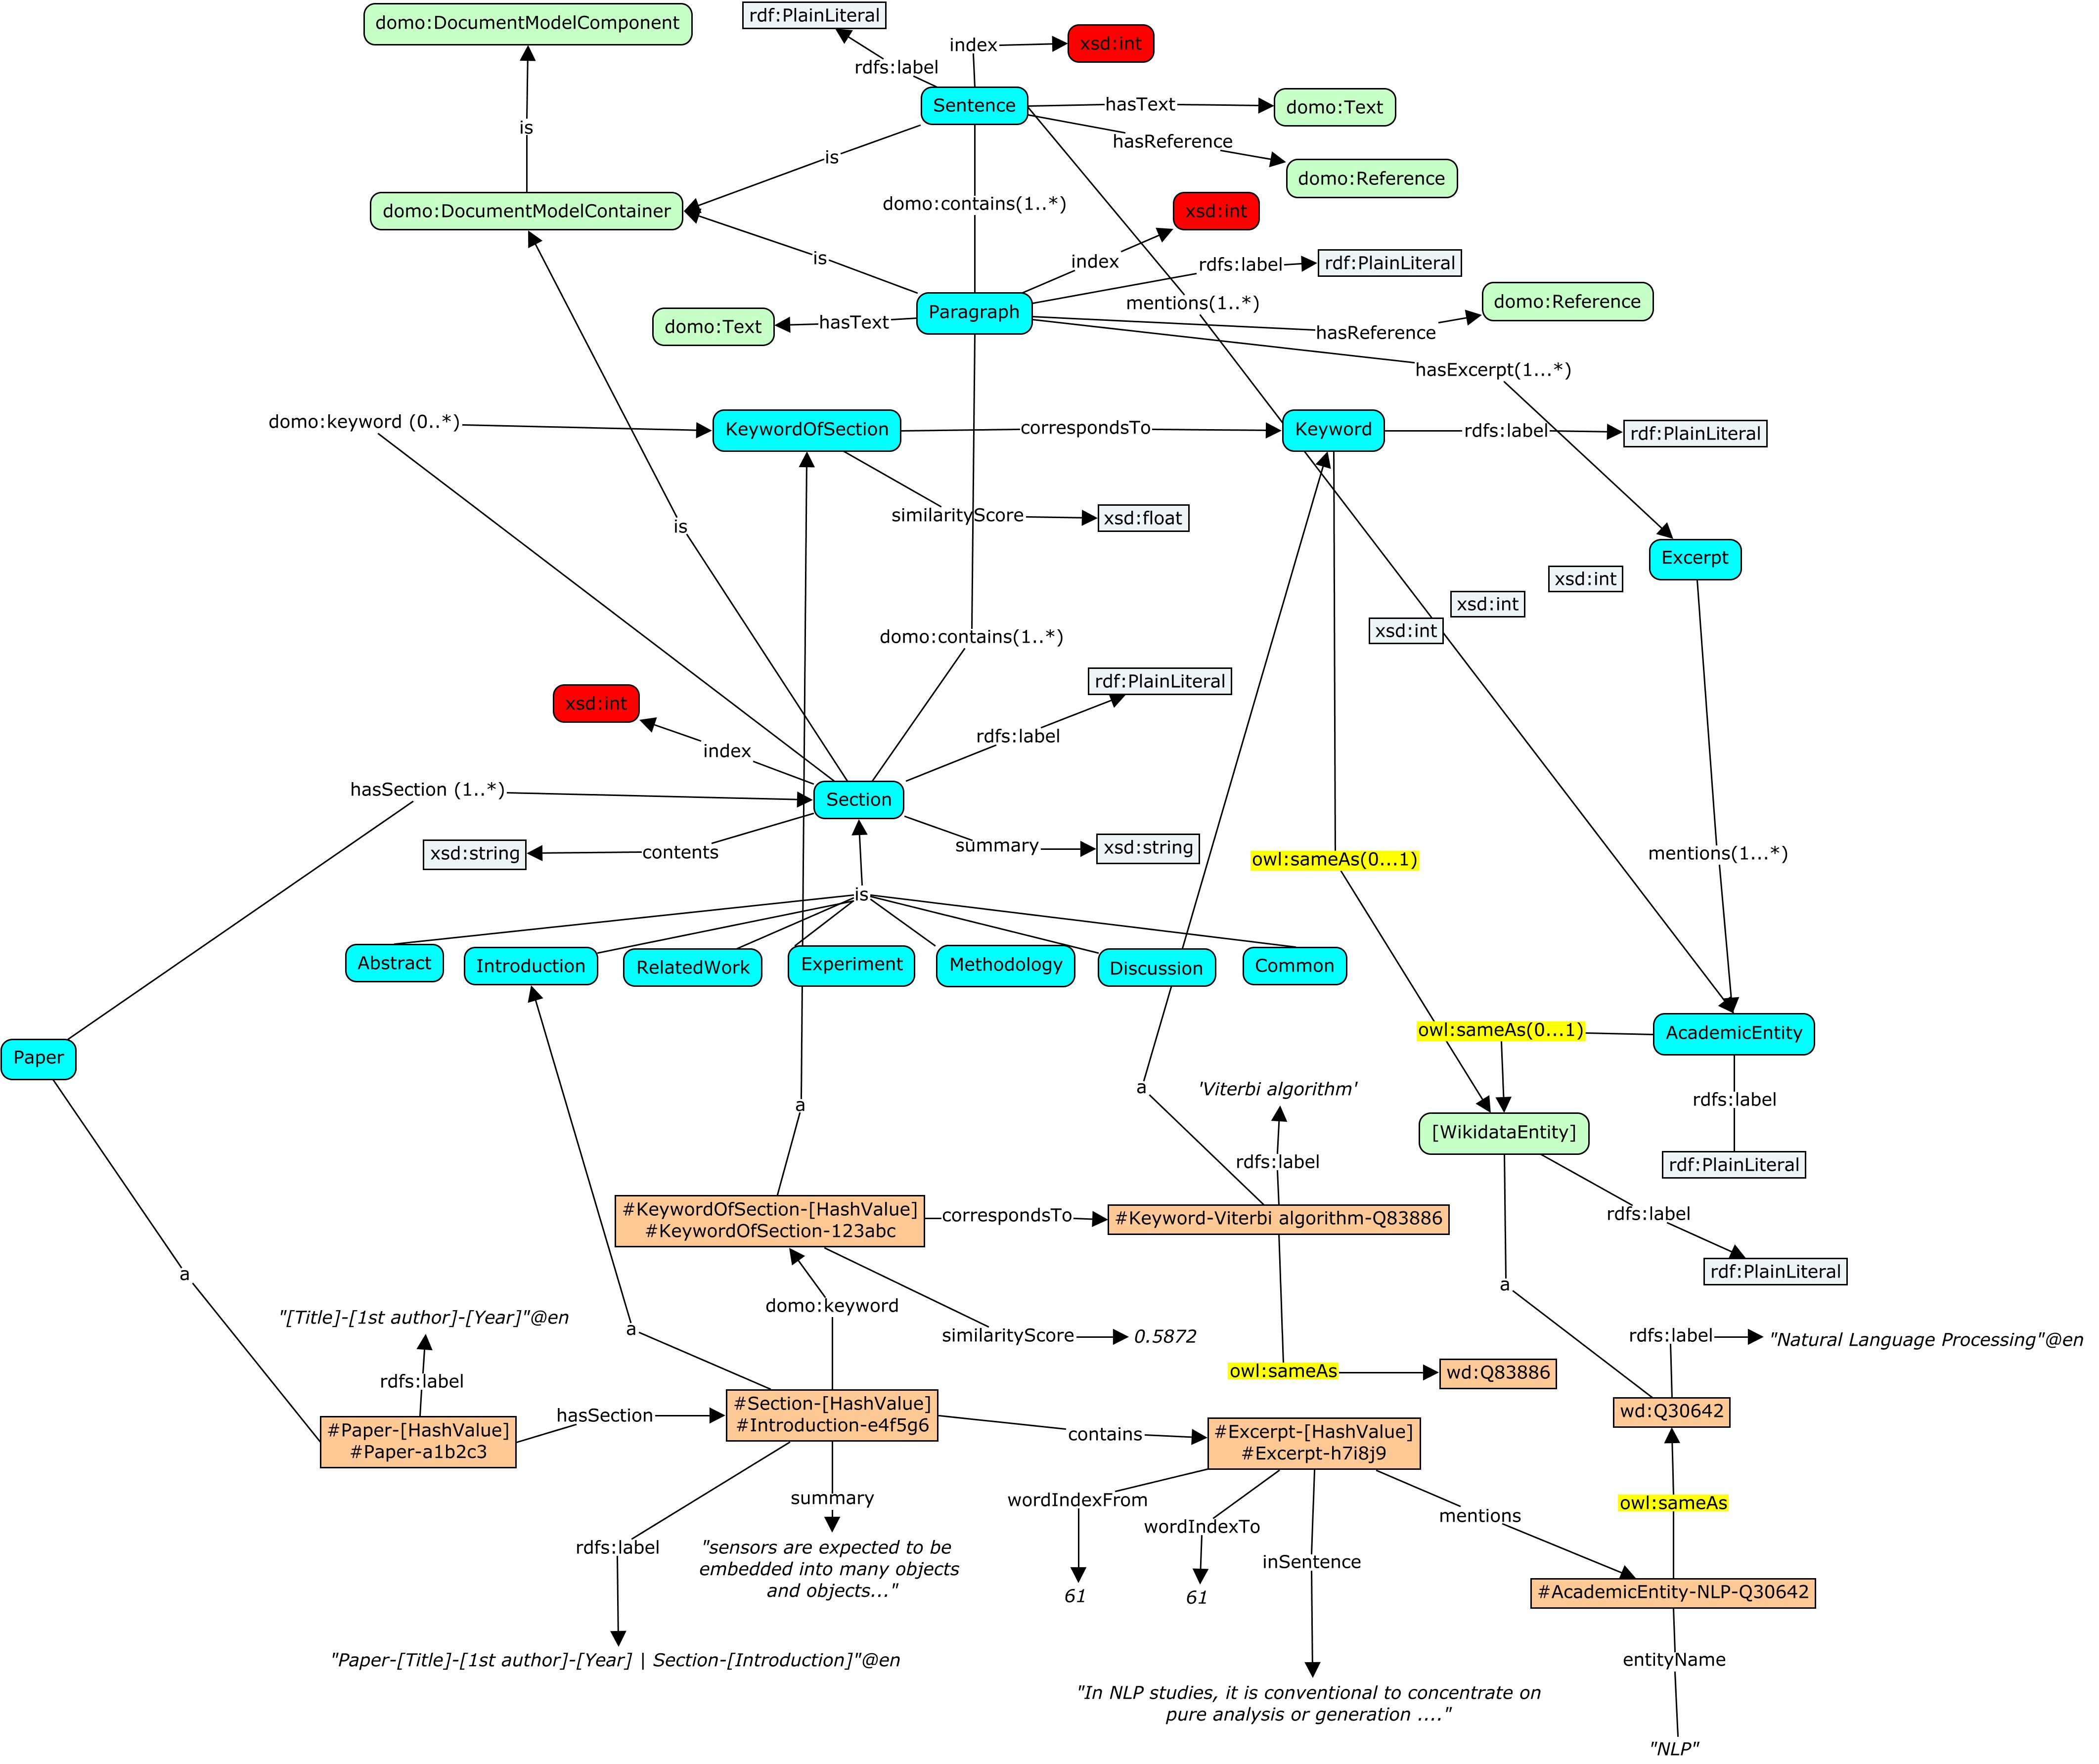 domo:DocumentModelComponent
rdf:PlainLiteral
index
xsd:int
rdfs:label
Sentence
hasText
domo:Text
is
is
hasReference
domo:Reference
domo:DocumentModelContainer
domo:contains(1..*)
xsd:int
is
index
rdfs:label
rdf:PlainLiteral
mentions(1..*)
domo:Reference
domo:Text
hasText
Paragraph
hasReference
hasExcerpt(1...*)
domo:keyword (0..*)
KeywordOfSection
correspondsTo
Keyword
rdfs:label
rdf:PlainLiteral
is
similarityScore
xsd:float
Excerpt
xsd:int
xsd:int
xsd:int
domo:contains(1..*)
rdf:PlainLiteral
xsd:int
index
rdfs:label
hasSection (1..*)
Section
xsd:string
contents
summary
xsd:string
owl:sameAs(0...1)
mentions(1...*)
is
Abstract
Introduction
RelatedWork
Experiment
Methodology
Discussion
Common
Paper
owl:sameAs(0...1)
AcademicEntity
a
a
'Viterbi algorithm'
rdfs:label
[WikidataEntity]
rdfs:label
rdf:PlainLiteral
#KeywordOfSection-[HashValue]
#KeywordOfSection-123abc
correspondsTo
#Keyword-Viterbi algorithm-Q83886
rdfs:label
rdf:PlainLiteral
a
a
"[Title]-[1st author]-[Year]"@en
domo:keyword
a
similarityScore
0.5872
rdfs:label
"Natural Language Processing"@en
rdfs:label
owl:sameAs
wd:Q83886
#Paper-[HashValue]
#Paper-a1b2c3
hasSection
#Section-[HashValue]
#Introduction-e4f5g6
contains
#Excerpt-[HashValue]
#Excerpt-h7i8j9
wd:Q30642
summary
wordIndexFrom
wordIndexTo
mentions
owl:sameAs
rdfs:label
"sensors are expected to be
embedded into many objects
and objects..."
61
61
inSentence
#AcademicEntity-NLP-Q30642
"Paper-[Title]-[1st author]-[Year] | Section-[Introduction]"@en
entityName
"In NLP studies, it is conventional to concentrate on
pure analysis or generation ...."
"NLP"